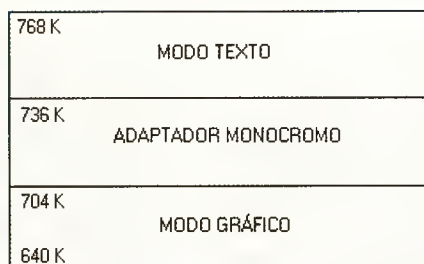 768 K
MODO TEXTO
736 K
ADAPTADOR MONOCROMO
704 K
MODO GRÁFICO
640 K